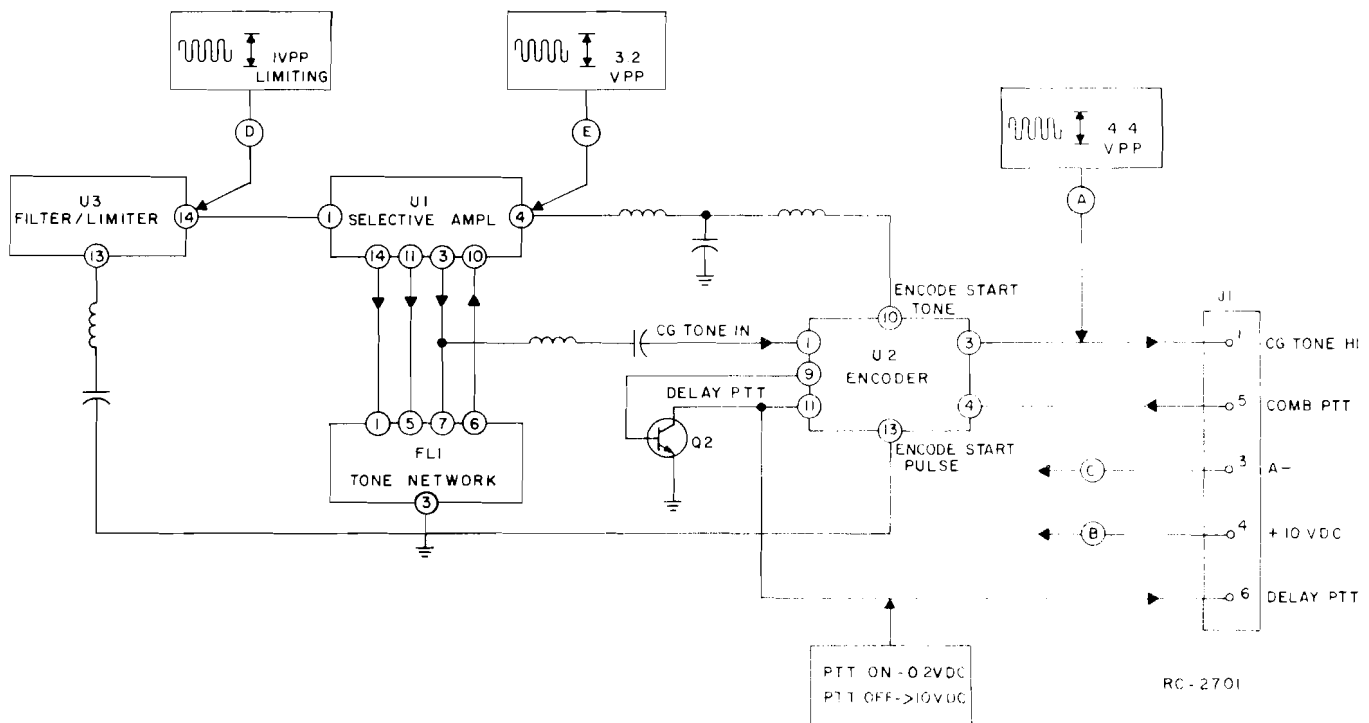 1VPP
LIMITING
3.2
VPP
4.4
VPP
D
E
A
U3
FILTER/LIMITER
14
13
U1
SELECTIVE AMPL
1
4
14
11
3
10
ENCODE START
TONE
10
CG TONE IN
1
9
DELAY PTT
11
U2
ENCODER
3
4
13
ENCODE START
PULSE
Q2
1
5
7
6
FL1
TONE NETWORK
3
J1
1
CG TONE HI
5
COMB PTT
C
3
A-
B
4
+10 VDC
6
DELAY PTT
PTT ON - 0.2VDC
PTT OFF->10VDC
RC-2701